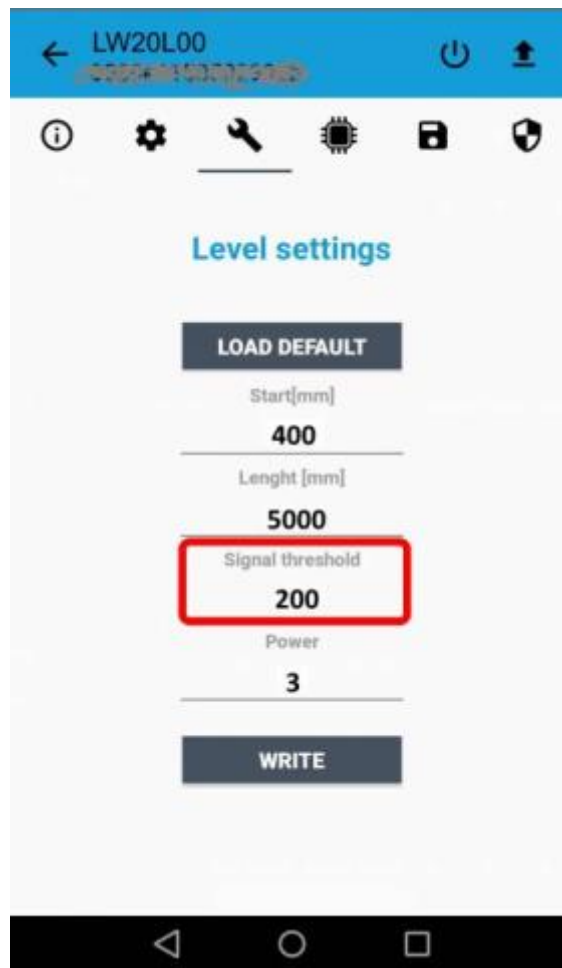 LW20L00
Level settings
LOAD DEFAULT
Start[mm]
400
Lenght [mm]
5000
Signal threshold
200
Power
3
WRITE